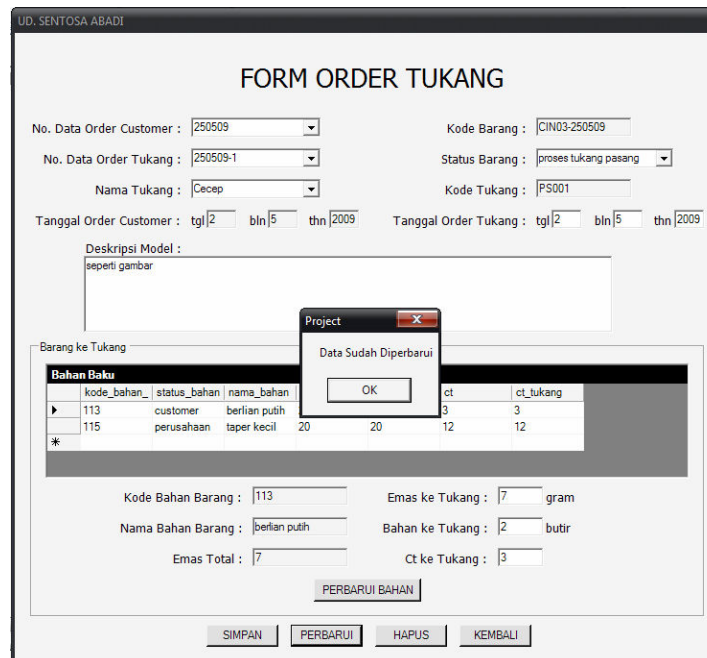 UD. SENTOSA ABADI
FORM ORDER TUKANG
No. Data Order Customer : 250509 Kode Barang : CIN03-250509
No. Data Order Tukang : 250509-1 Status Barang : proses tukang pasang
Nama Tukang : Cecep Kode Tukang : PS001
Tanggal Order Customer : tgl 2 bln 5 thn 2009 Tanggal Order Tukang : tgl 2 bln 5 thn 2009
Deskripsi Model :
seperti gambar
Project
Data Sudah Diperbarui
OK
Barang ke Tukang
Bahan Baku
kode_bahan_ status_bahan nama_bahan ct ct_tukang
113 customer berlian putih 3 3
115 perusahaan taper kecil 20 20 12 12
Kode Bahan Barang : 113 Emas ke Tukang : 7 gram
Nama Bahan Barang : berlian putih Bahan ke Tukang : 2 butir
Emas Total : 7 Ct ke Tukang : 3
PERBARUI BAHAN
SIMPAN PERBARUI HAPUS KEMBALI